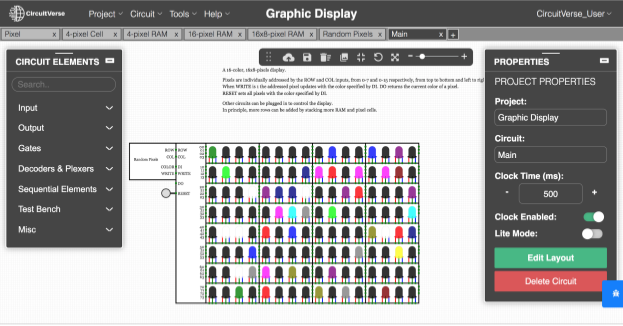 CircuitVerse
Project
Circuit
Tools
Help
Graphic Display
CircuitVerse_User
Pixel x
4-pixel Cell x
4-pixel RAM x
16-pixel RAM x
16x8-pixel RAM x
Random Pixels x
Main x
+
CIRCUIT ELEMENTS
Search..
Input
Output
Gates
Decoders & Plexers
Sequential Elements
Test Bench
Misc
A 16-color, 16x8-pixels display.
Pixels are individually addressed by the ROW and COL inputs, from 0-7 and 0-15 respectively, from top to bottom and left to righ
When WRITE is 1 the addressed pixel updates with the color specified by DI. DO returns the current color of a pixel.
RESET sets all pixels with the color specified by DI.
Other circuits can be plugged in to control the display.
In principle, more rows can be added by stacking more RAM and pixel cells.
Random Pixels
ROW ROW
COL COL
COLOR DI
WRITE WRITE
DO
RESET
PROPERTIES
PROJECT PROPERTIES
Project:
Graphic Display
Circuit:
Main
Clock Time (ms):
- 500 +
Clock Enabled:
Lite Mode:
Edit Layout
Delete Circuit